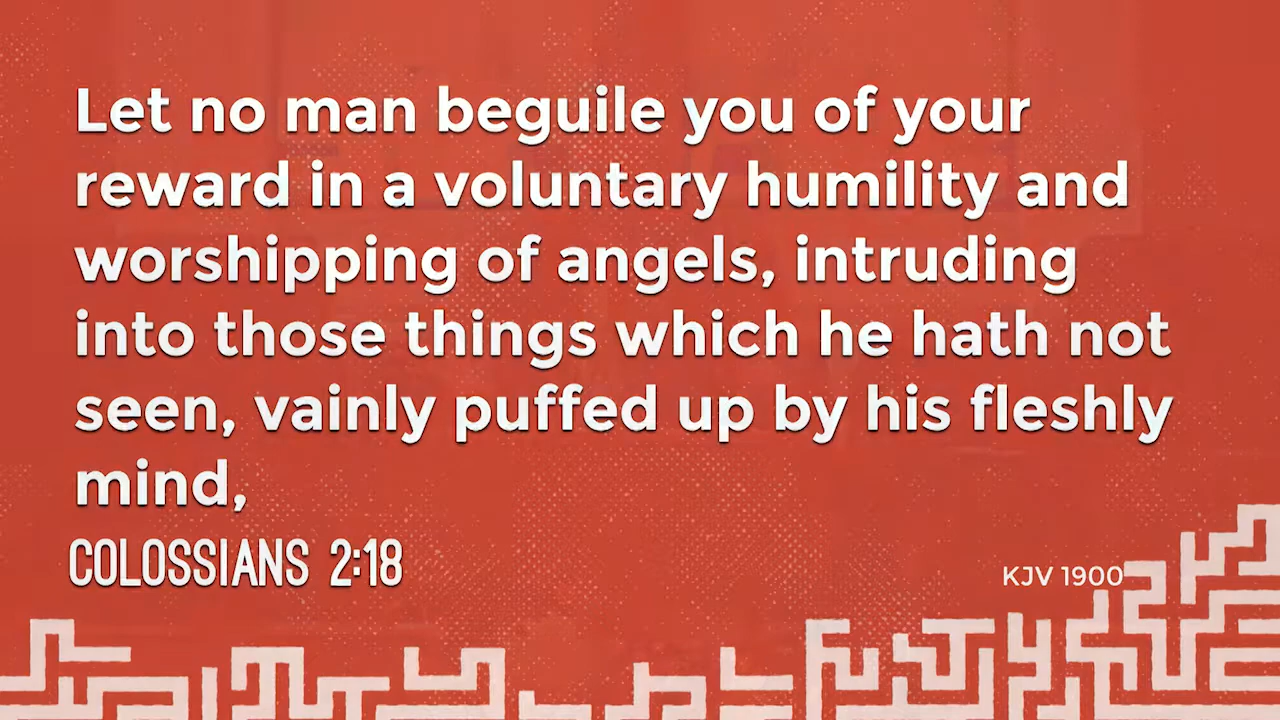 Let no man beguile you of your
reward in a voluntary humility and
worshipping of angels, intruding
into those things which he hath not
seen, vainly puffed up by his fleshly
mind,
COLOSSIANS 2:18
KJV 1900